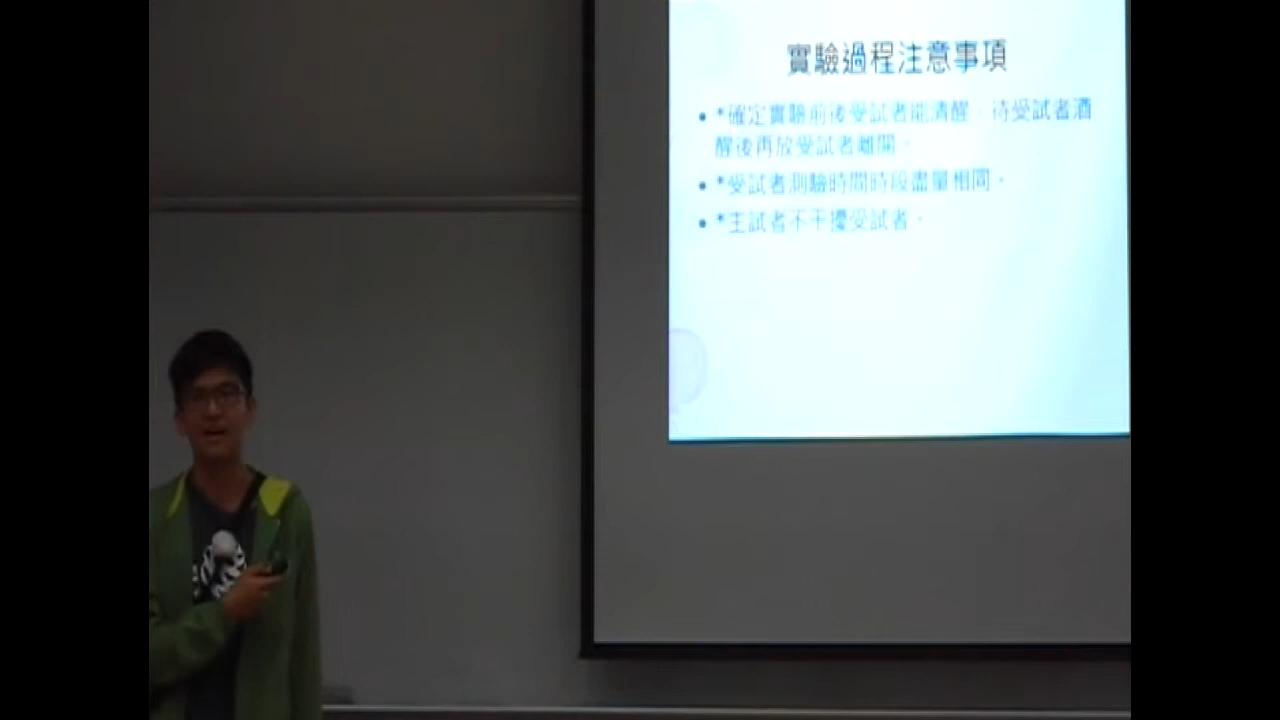 實驗過程注意事項
• *確定實驗前後受試者能清醒，待受試者酒
醒後再放受試者離開。
• *受試者測驗時間時段盡量相同。
• *主試者不干擾受試者。